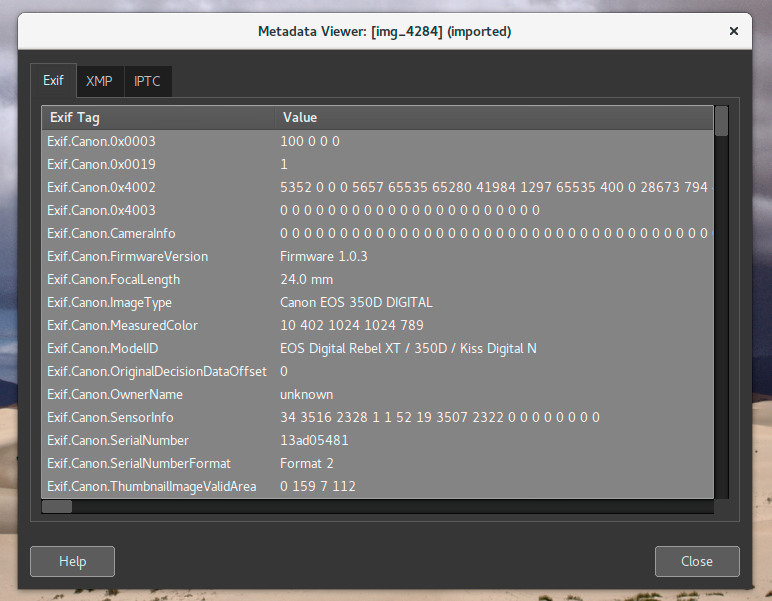 Metadata Viewer: [img_4284] (imported)
Exif XMP IPTC
Exif Tag Value
Exif.Canon.0x0003 100 0 0 0
Exif.Canon.0x0019 1
Exif.Canon.0x4002 5352 0 0 0 5657 65535 65280 41984 1297 65535 400 0 28673 794
Exif.Canon.0x4003 0 0 0 0 0 0 0 0 0 0 0 0 0 0 0 0 0 0 0 0 0 0
Exif.Canon.CameraInfo 0 0 0 0 0 0 0 0 0 0 0 0 0 0 0 0 0 0 0 0 0 0 0 0 0 0 0 0 0 0 0 0 0 0 0 0
Exif.Canon.FirmwareVersion Firmware 1.0.3
Exif.Canon.FocalLength 24.0 mm
Exif.Canon.ImageType Canon EOS 350D DIGITAL
Exif.Canon.MeasuredColor 10 402 1024 1024 789
Exif.Canon.ModelID EOS Digital Rebel XT / 350D / Kiss Digital N
Exif.Canon.OriginalDecisionDataOffset 0
Exif.Canon.OwnerName unknown
Exif.Canon.SensorInfo 34 3516 2328 1 1 52 19 3507 2322 0 0 0 0 0 0 0 0
Exif.Canon.SerialNumber 13ad05481
Exif.Canon.SerialNumberFormat Format 2
Exif.Canon.ThumbnailImageValidArea 0 159 7 112
Help Close